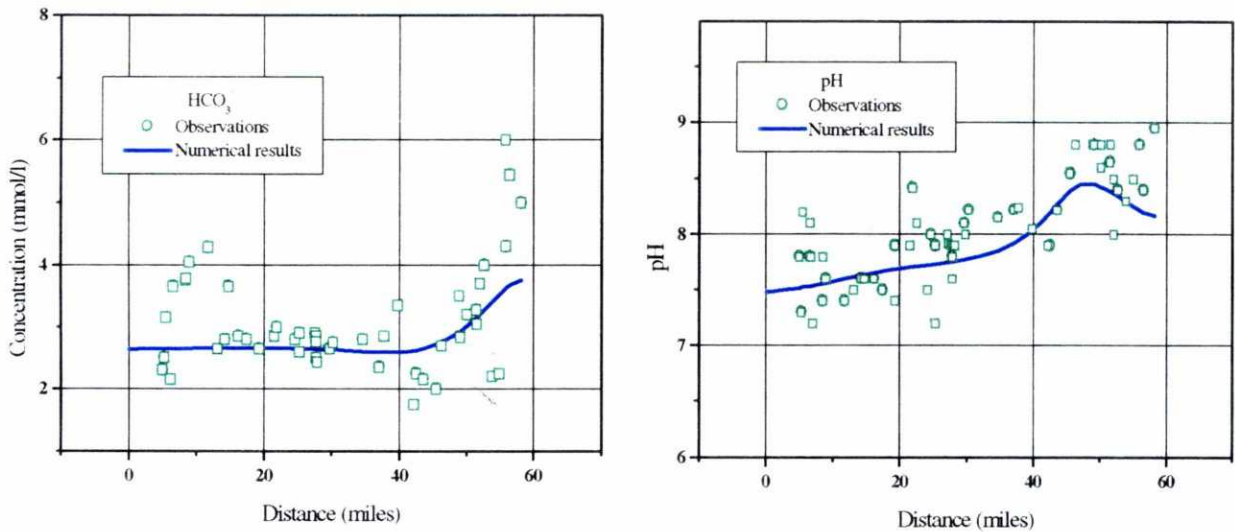 8
6
4
2
Concentration (mmol/l)
HCO₃
Observations
Numerical results
0
20
40
60
Distance (miles)
9
8
7
6
pH
pH
Observations
Numerical results
0
20
40
60
Distance (miles)